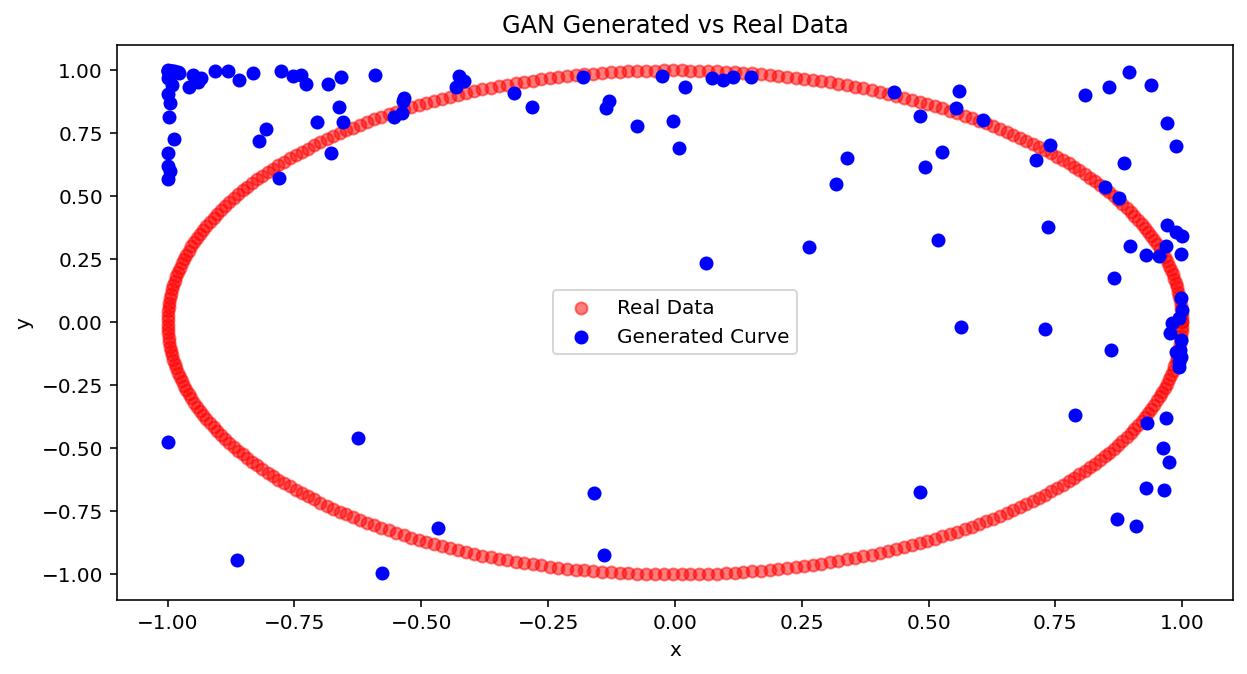 GAN Generated vs Real Data
1.00
0.75
0.50
0.25
0.00
−0.25
−0.50
−0.75
−1.00
y
Real Data
Generated Curve
−1.00 −0.75 −0.50 −0.25 0.00 0.25 0.50 0.75 1.00
x